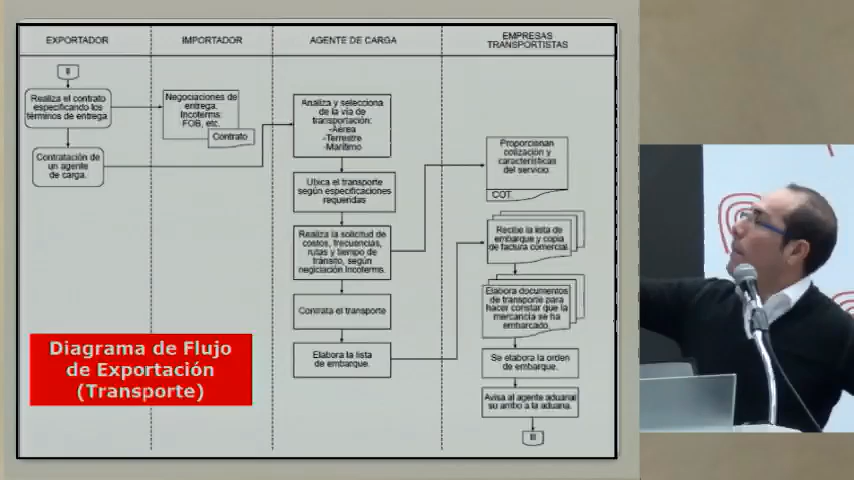 EXPORTADOR
IMPORTADOR
AGENTE DE CARGA
EMPRESAS
TRANSPORTISTAS
II
Realiza el contrato
especificando los
términos de entrega
Contratación de
un agente
de carga.
Negociaciones de
entrega.
Incoterms:
FOB, etc.
Contrato
Analiza y selecciona
de la vía de
transportación:
-Aérea
-Terrestre
-Marítimo
Ubica el transporte
según especificaciones
requeridas
Realiza la solicitud de
costos, frecuencias,
rutas y tiempo de
tránsito, según
negiciación Incoterms.
Contrata el transporte
Elabora la lista
de embarque.
Proporcionan
cotización y
características
del servicio.
COT.
Recibe la lista de
embarque y copia
de factura comercial.
Elabora documentos
de transporte para
hacer constar que la
mercancía se ha
embarcado.
Se elabora la orden
de embarque.
Avisa al agente aduanal
su arribo a la aduana.
III
Diagrama de Flujo
de Exportación
(Transporte)